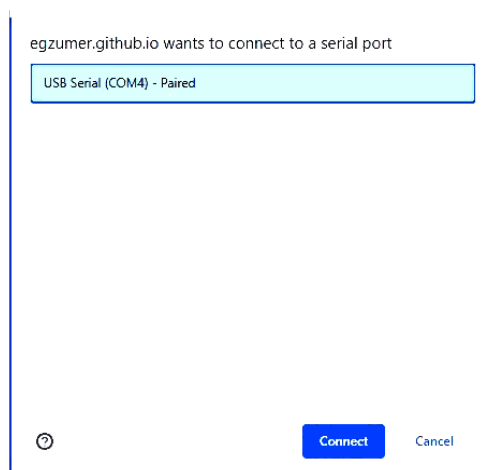 egzumer.github.io wants to connect to a serial port
USB Serial (COM4) - Paired
?
Connect Cancel